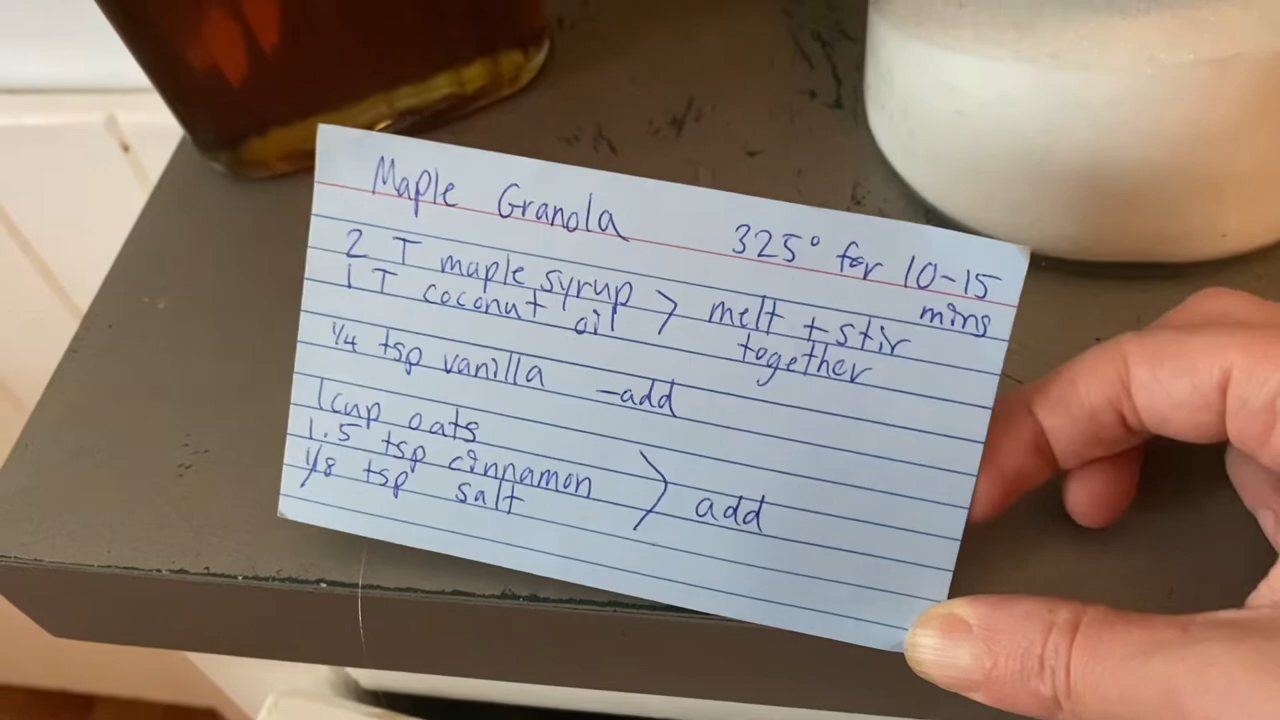 Maple Granola 325° for 10-15 mins
2 T maple syrup > melt + stir together
1 T coconut oil
1/4 tsp vanilla -add
1 cup oats
1.5 tsp cinnamon > add
1/8 tsp salt